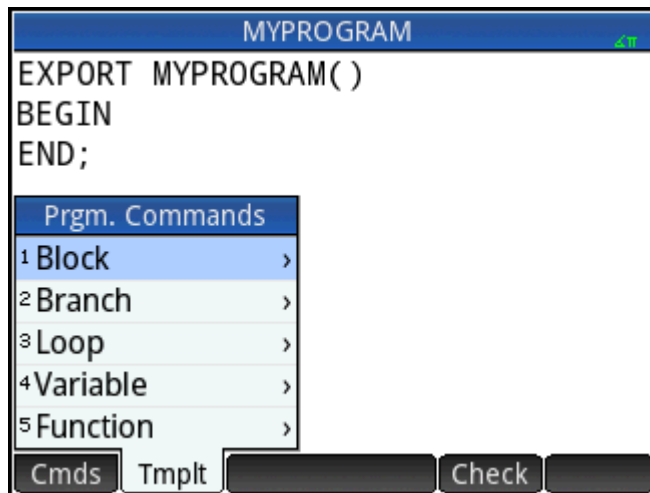 MYPROGRAM
∡π
EXPORT MYPROGRAM()
BEGIN
END;
Prgm. Commands
1 Block ›
2 Branch ›
3 Loop ›
4 Variable ›
5 Function ›
Cmds Tmplt Check